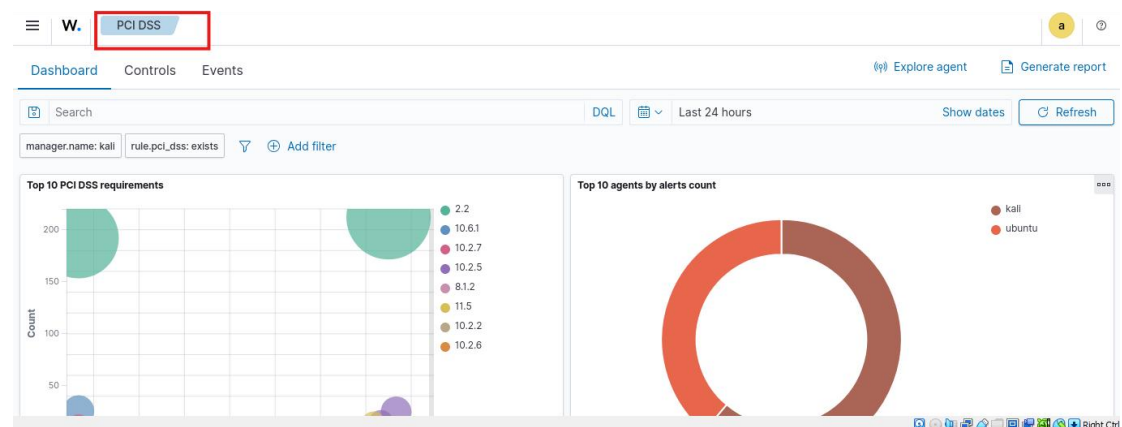 W. PCI DSS a
Dashboard Controls Events Explore agent Generate report
Search DQL Last 24 hours Show dates Refresh
manager.name: kali rule.pci_dss: exists Add filter
Top 10 PCI DSS requirements
200
150
100
50
Count
2.2
10.6.1
10.2.7
10.2.5
8.1.2
11.5
10.2.2
10.2.6
Top 10 agents by alerts count
kali
ubuntu
Right Ctrl